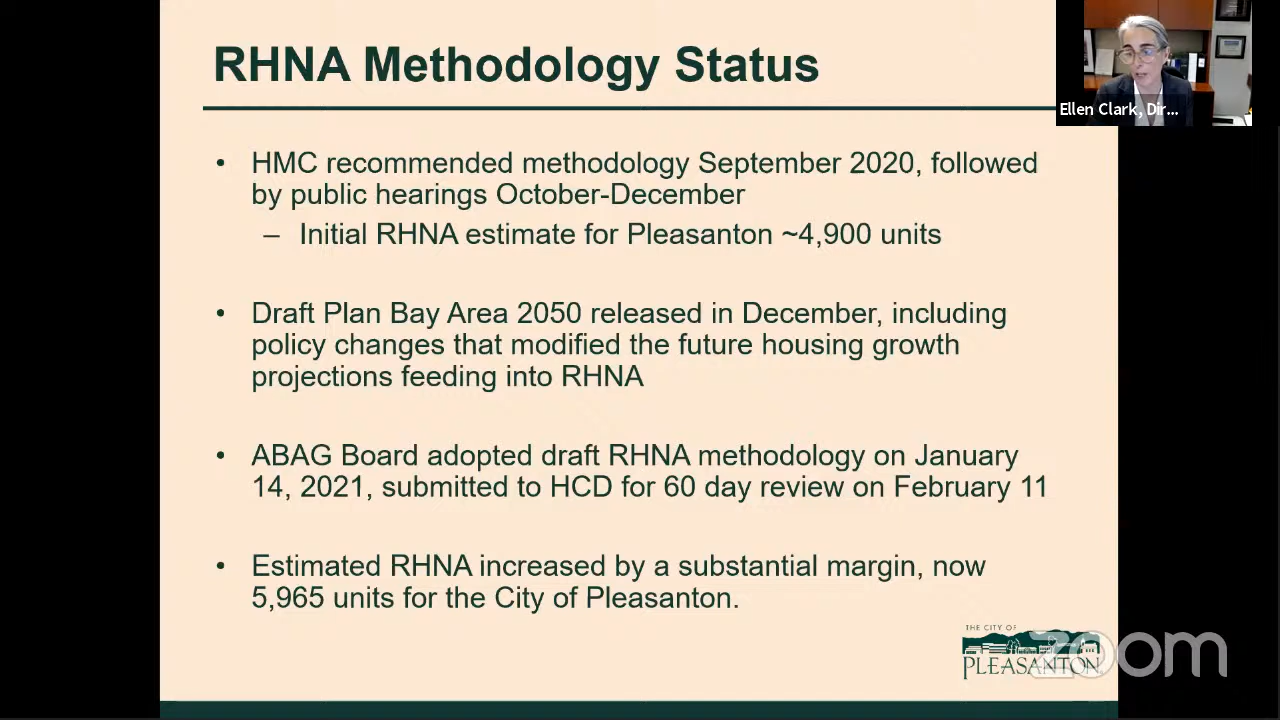 RHNA Methodology Status
Ellen Clark, Dir...
• HMC recommended methodology September 2020, followed
by public hearings October-December
– Initial RHNA estimate for Pleasanton ~4,900 units
• Draft Plan Bay Area 2050 released in December, including
policy changes that modified the future housing growth
projections feeding into RHNA
• ABAG Board adopted draft RHNA methodology on January
14, 2021, submitted to HCD for 60 day review on February 11
• Estimated RHNA increased by a substantial margin, now
5,965 units for the City of Pleasanton.
THE CITY OF
PLEASANTON
zoom